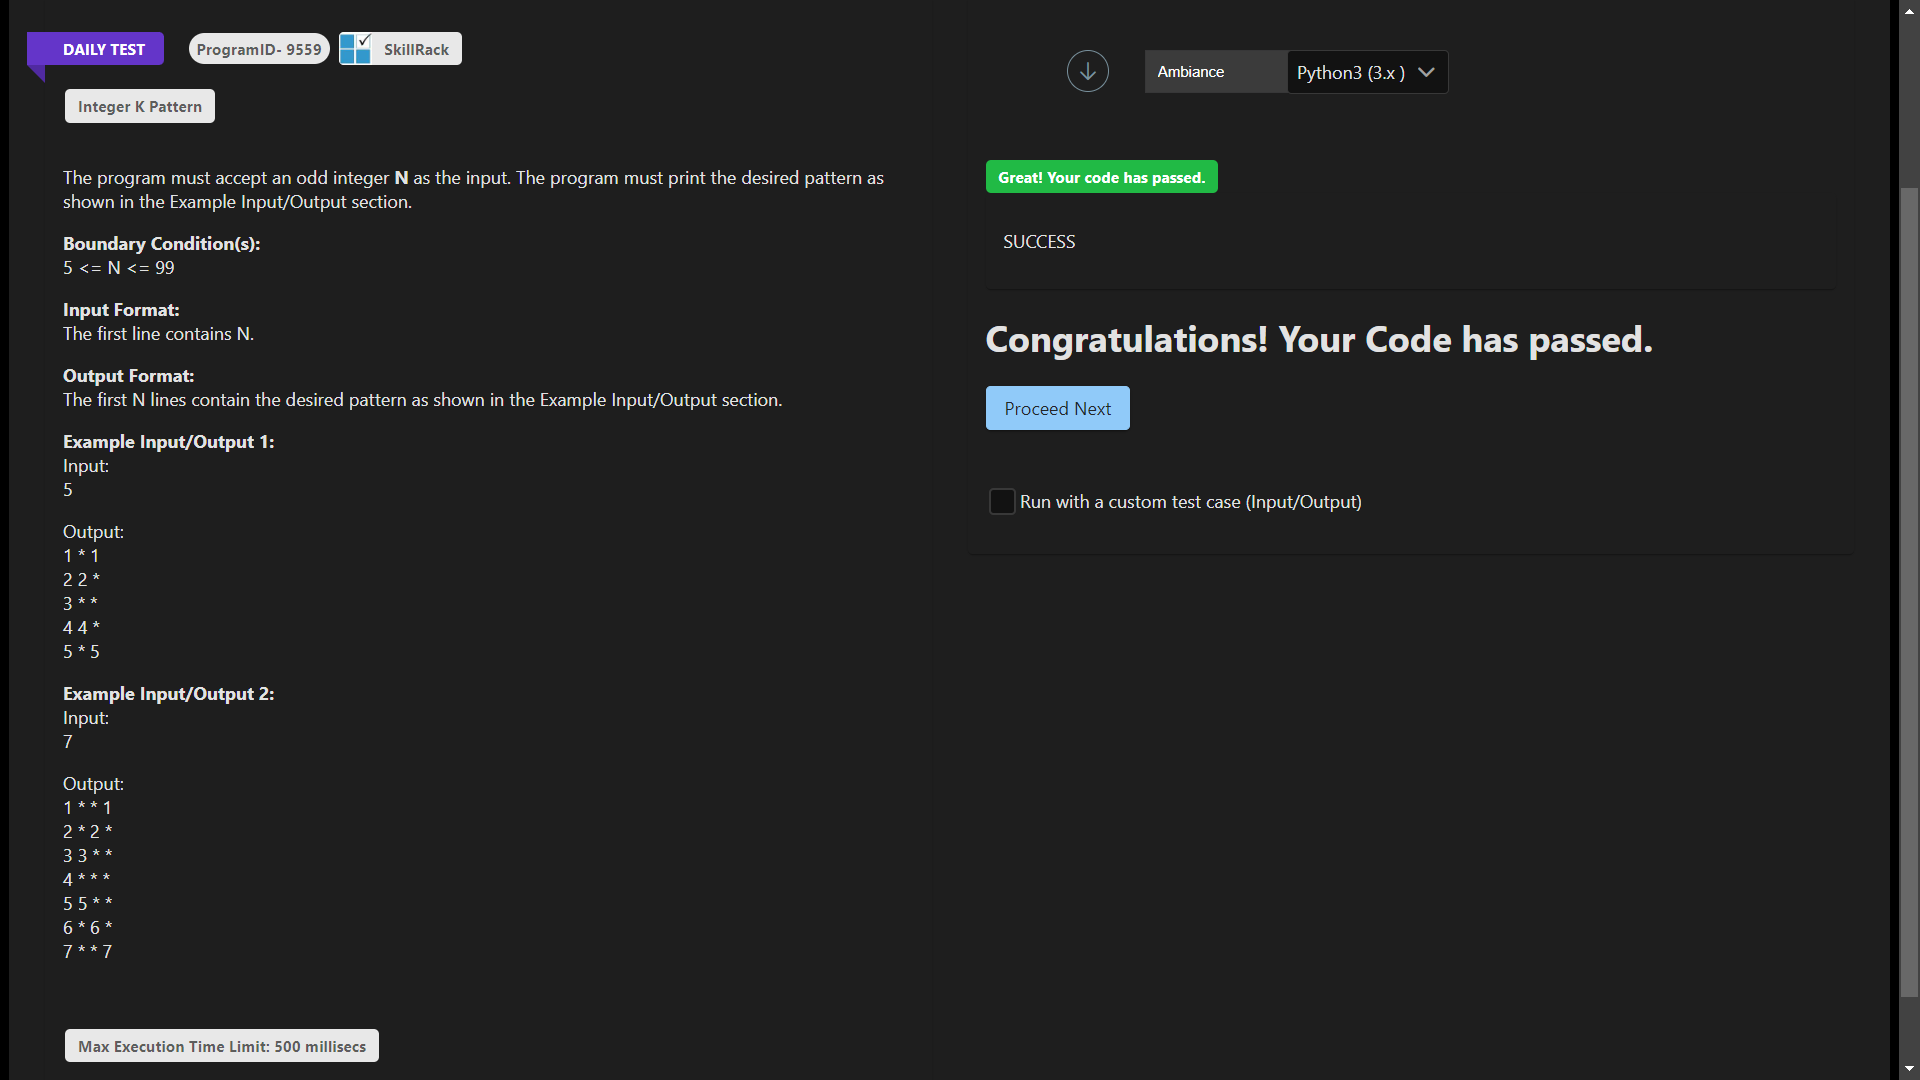 DAILY TEST
ProgramID- 9559
SkillRack
Integer K Pattern
The program must accept an odd integer N as the input. The program must print the desired pattern as
shown in the Example Input/Output section.
Boundary Condition(s):
5 <= N <= 99
Input Format:
The first line contains N.
Output Format:
The first N lines contain the desired pattern as shown in the Example Input/Output section.
Example Input/Output 1:
Input:
5
Output:
1 * 1
2 2 *
3 * *
4 4 *
5 * 5
Example Input/Output 2:
Input:
7
Output:
1 * * 1
2 * 2 *
3 3 * *
4 * * *
5 5 * *
6 * 6 *
7 * * 7
Max Execution Time Limit: 500 millisecs
Ambiance
Python3 (3.x )
Great! Your code has passed.
SUCCESS
Congratulations! Your Code has passed.
Proceed Next
Run with a custom test case (Input/Output)